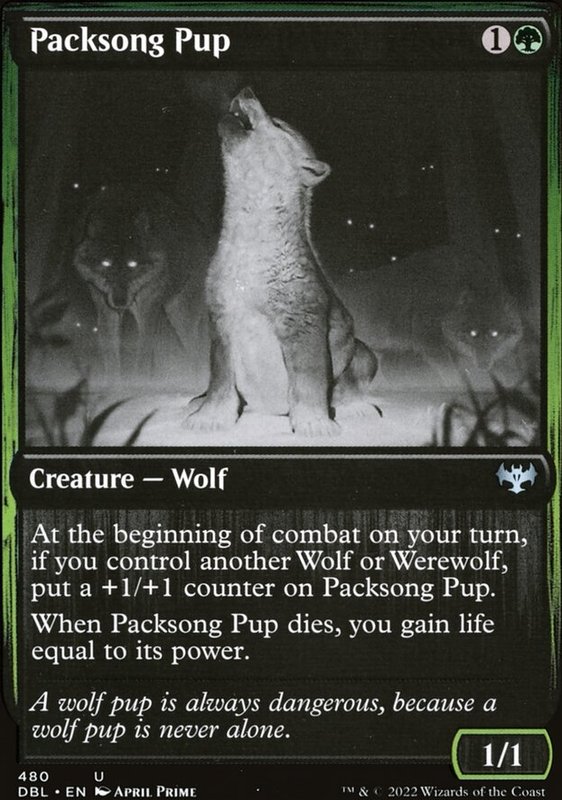 Packsong Pup 1
Creature — Wolf
At the beginning of combat on your turn,
if you control another Wolf or Werewolf,
put a +1/+1 counter on Packsong Pup.
When Packsong Pup dies, you gain life
equal to its power.
A wolf pup is always dangerous, because a
wolf pup is never alone.
1/1
480 U
DBL • EN APRIL PRIME
™ & © 2022 Wizards of the Coast